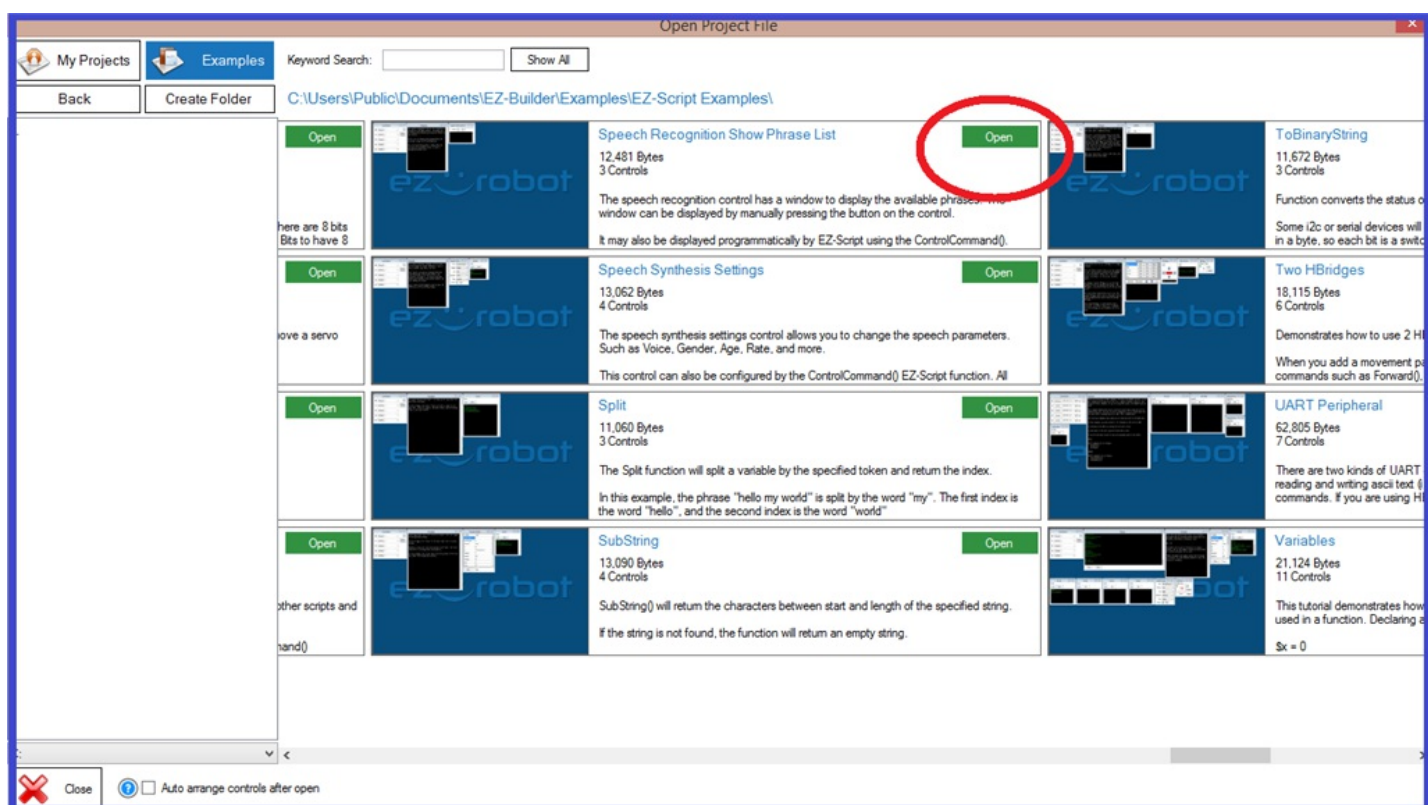 Open Project File
My Projects
Examples
Keyword Search:
Show All
Back
Create Folder
C:\Users\Public\Documents\EZ-Builder\Examples\EZ-Script Examples\
Open
here are 8 bits
Bits to have 8
ez robot
Speech Recognition Show Phrase List
Open
12,481 Bytes
3 Controls
The speech recognition control has a window to display the available phrases.
window can be displayed by manually pressing the button on the control.
It may also be displayed programmatically by EZ-Script using the ControlCommand().
ez robot
ToBinaryString
11,672 Bytes
3 Controls
Function converts the status o
Some i2c or serial devices will
in a byte, so each bit is a switc
Open
ove a servo
ez robot
Speech Synthesis Settings
Open
13,062 Bytes
4 Controls
The speech synthesis settings control allows you to change the speech parameters.
Such as Voice, Gender, Age, Rate, and more.
This control can also be configured by the ControlCommand() EZ-Script function. All
ez robot
Two HBridges
18,115 Bytes
6 Controls
Demonstrates how to use 2 H
When you add a movement pa
commands such as Forward(),
Open
ez robot
Split
Open
11,060 Bytes
3 Controls
The Split function will split a variable by the specified token and return the index.
In this example, the phrase "hello my world" is split by the word "my". The first index is
the word "hello", and the second index is the word "world"
robot
UART Peripheral
62,805 Bytes
7 Controls
There are two kinds of UART
reading and writing ascii text (i
commands. If you are using H
Open
other scripts and
mand()
ez robot
SubString
Open
13,090 Bytes
4 Controls
SubString() will return the characters between start and length of the specified string.
If the string is not found, the function will return an empty string.
Variables
21,124 Bytes
11 Controls
This tutorial demonstrates how
used in a function. Declaring a
$x = 0
Close
Auto arrange controls after open